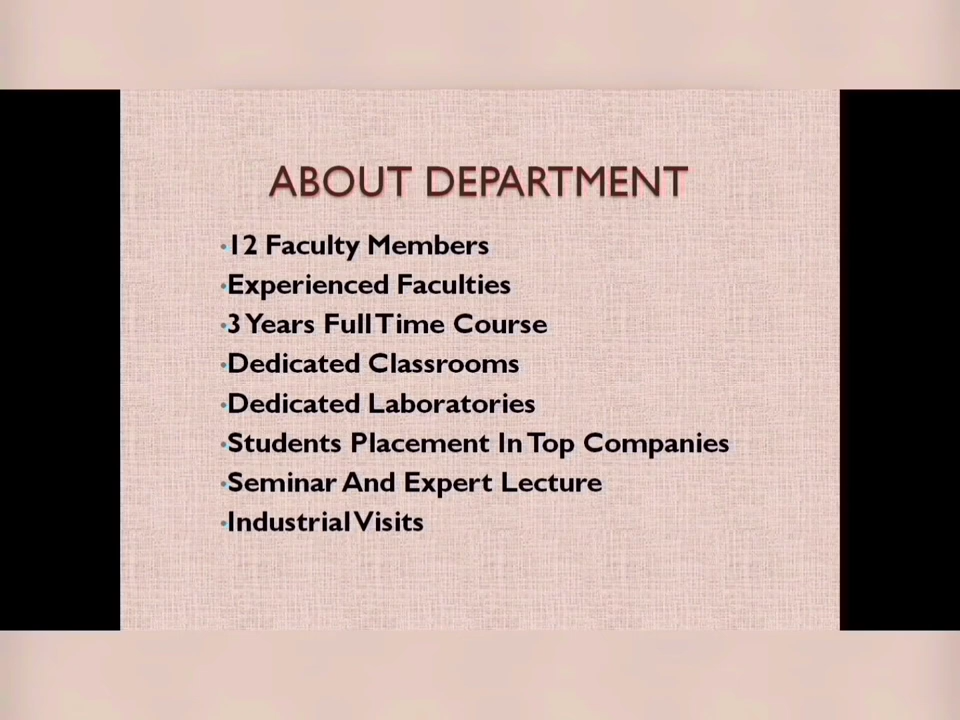 ABOUT DEPARTMENT
•12 Faculty Members
•Experienced Faculties
•3 Years Full Time Course
•Dedicated Classrooms
•Dedicated Laboratories
•Students Placement In Top Companies
•Seminar And Expert Lecture
•Industrial Visits